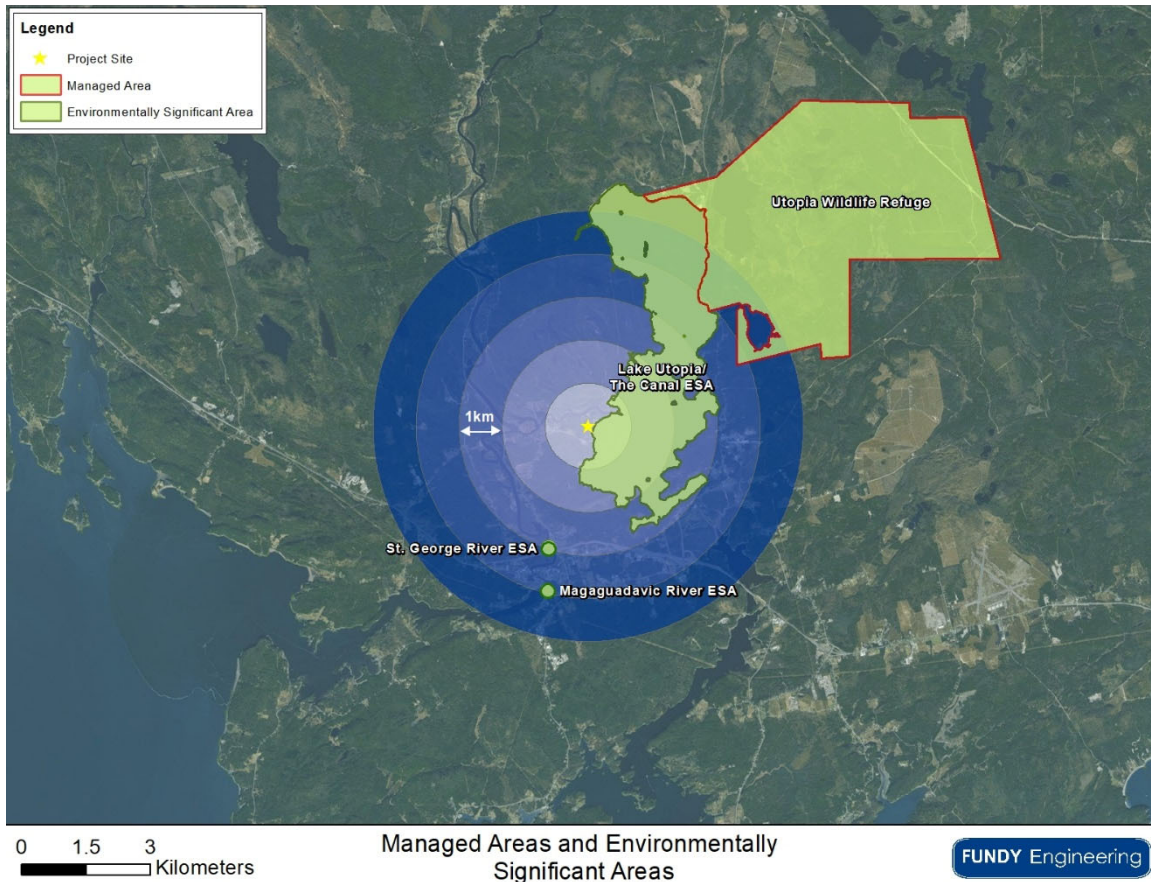 Legend
Project Site
Managed Area
Environmentally Significant Area
Utopia Wildlife Refuge
Lake Utopia/
The Canal ESA
1km
St. George River ESA
Magaguadavic River ESA
0 1.5 3
Kilometers
Managed Areas and Environmentally
Significant Areas
FUNDY Engineering